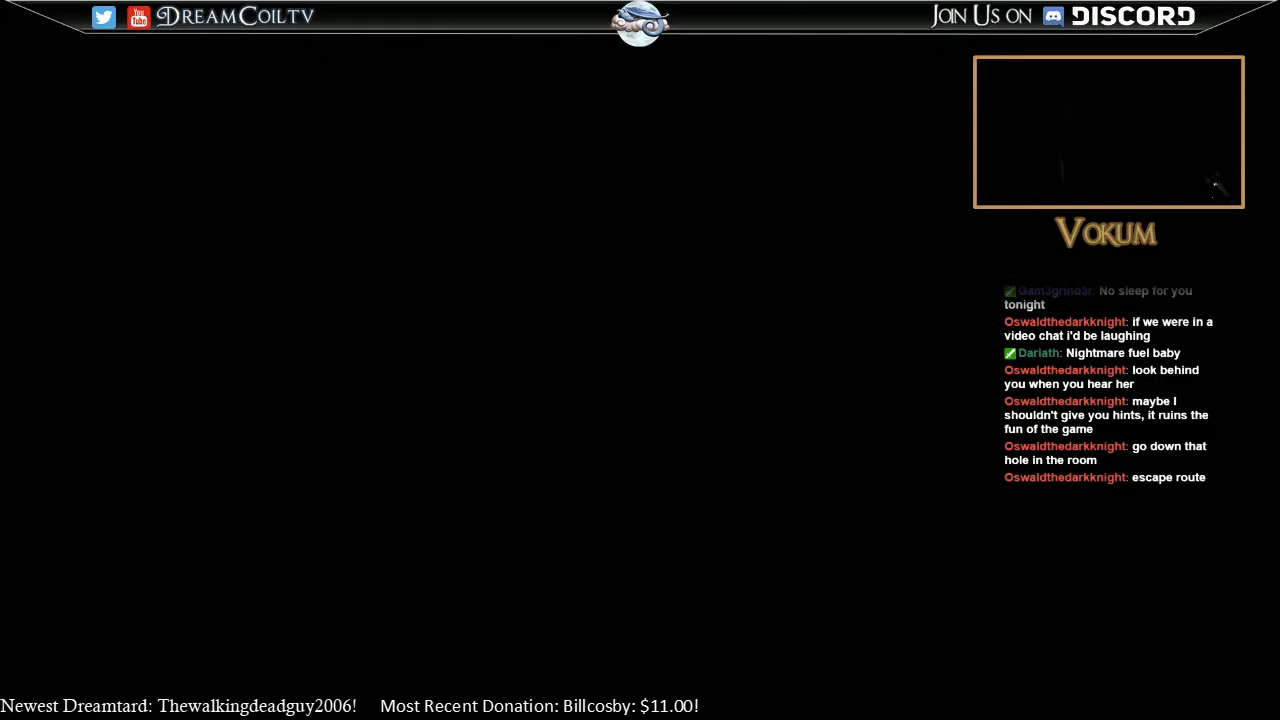 DreamCoiltv
Join Us on DISCORD
You
Tube
Vokum
Gam3grind3r: No sleep for you
tonight
Oswaldthedarkknight: if we were in a
video chat i'd be laughing
Dariath: Nightmare fuel baby
Oswaldthedarkknight: look behind
you when you hear her
Oswaldthedarkknight: maybe I
shouldn't give you hints, it ruins the
fun of the game
Oswaldthedarkknight: go down that
hole in the room
Oswaldthedarkknight: escape route
Newest Dreamtard: Thewalkingdeadguy2006! Most Recent Donation: Billcosby: $11.00!